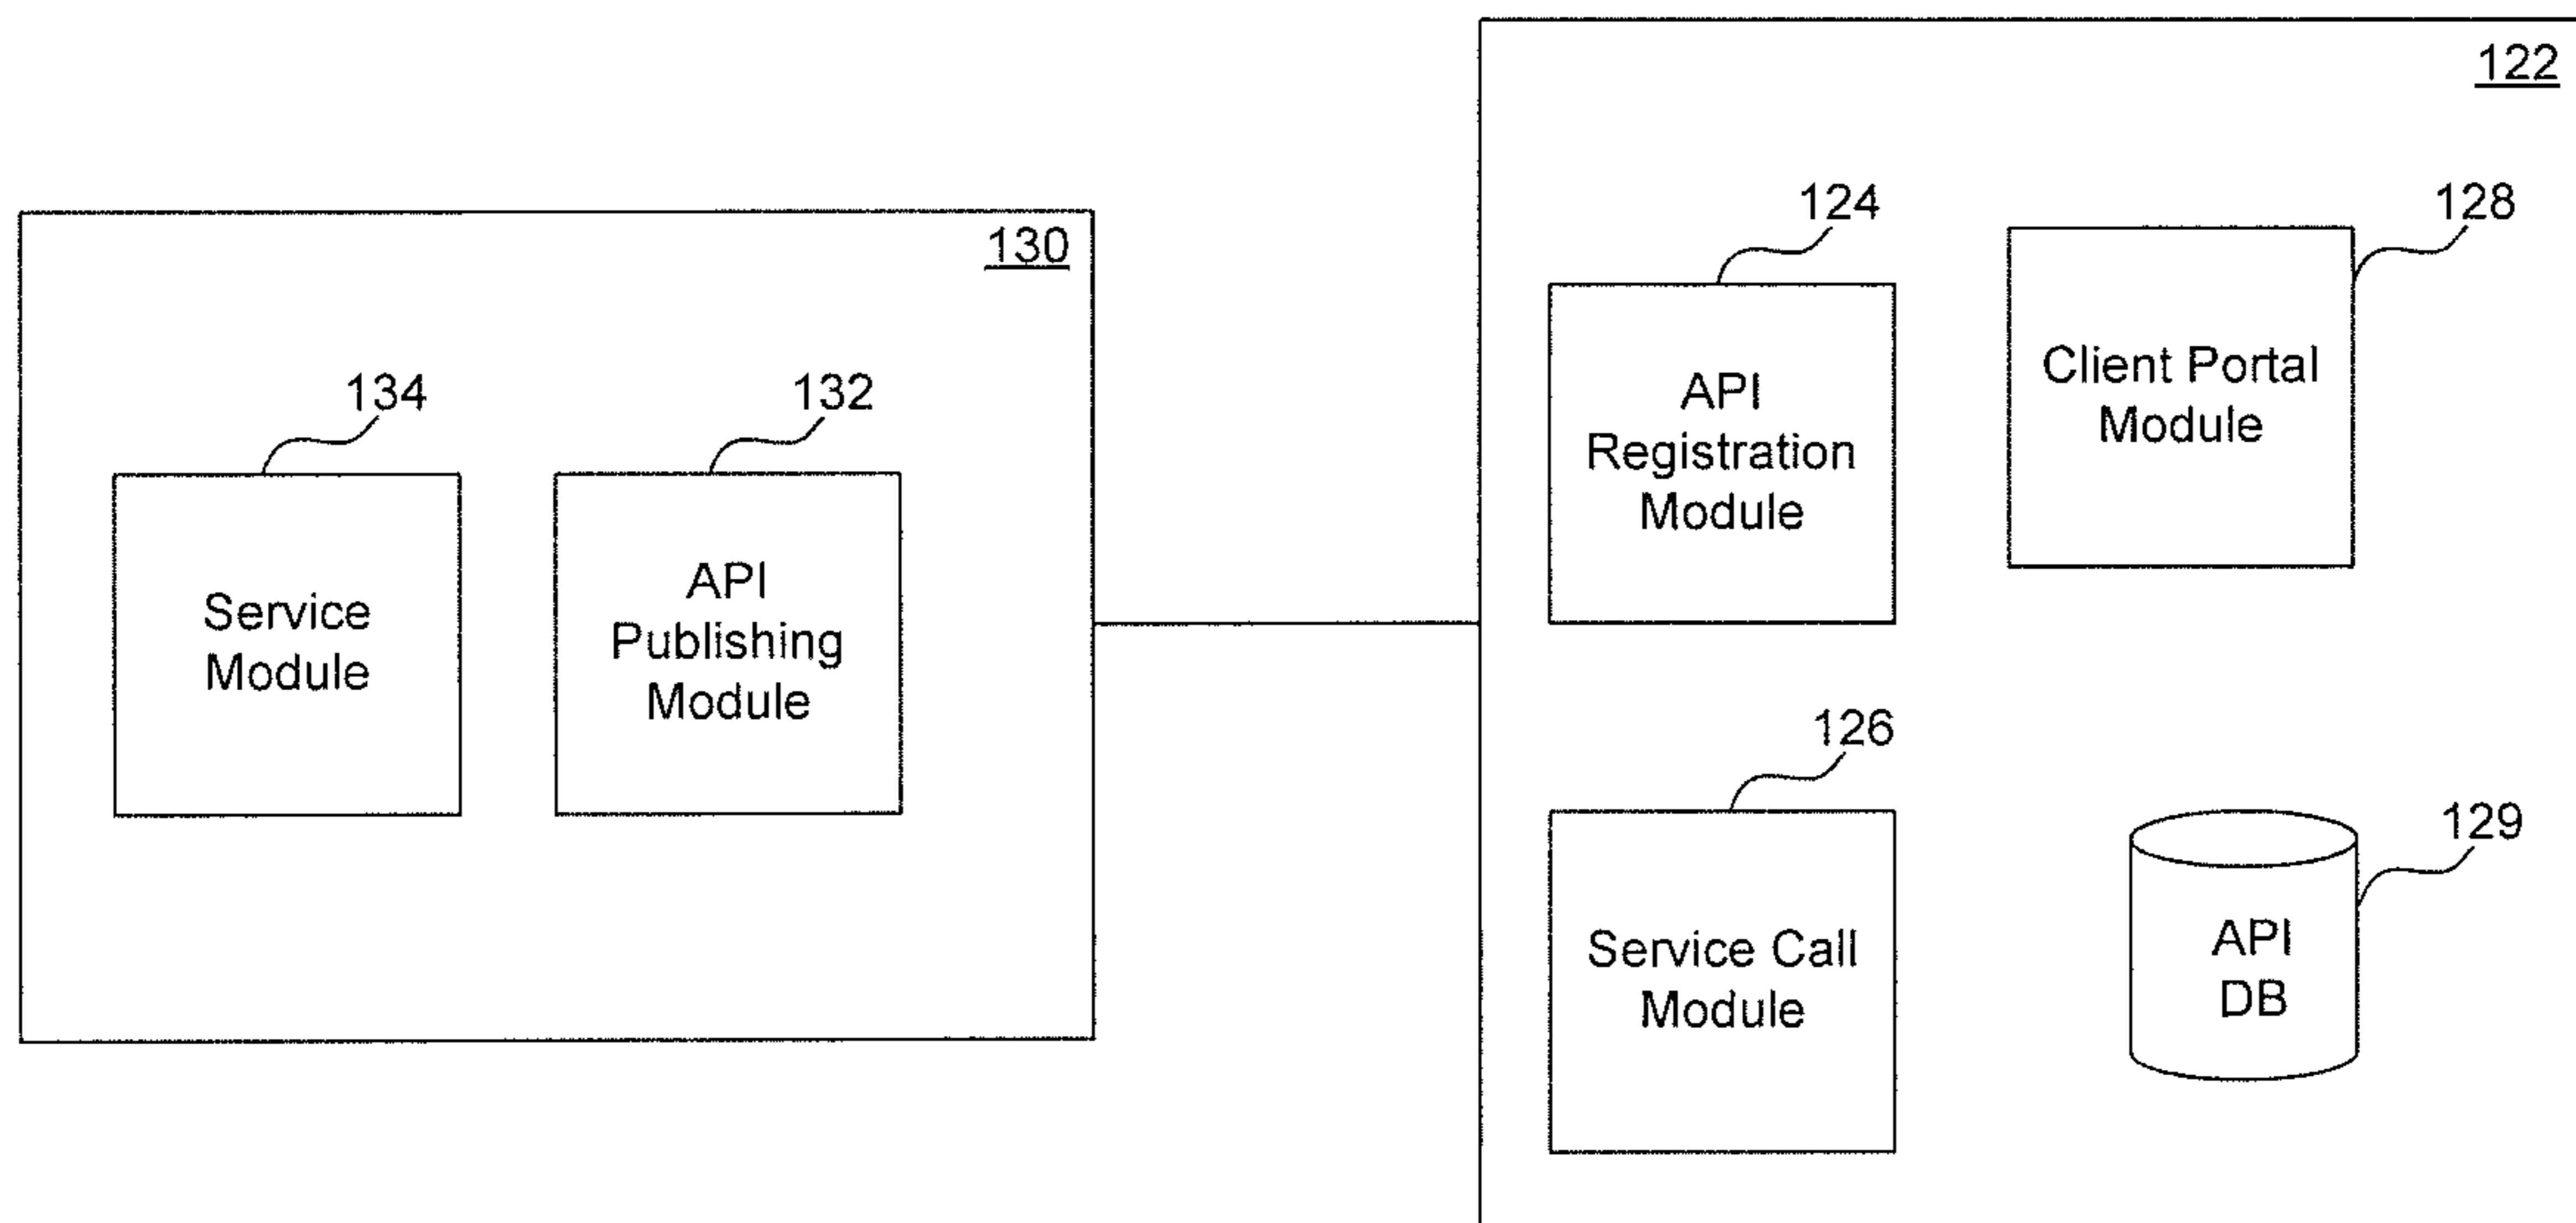 122
130
124
128
134
132
API
Registration
Module
Client Portal
Module
Service
Module
API
Publishing
Module
126
129
Service Call
Module
API
DB